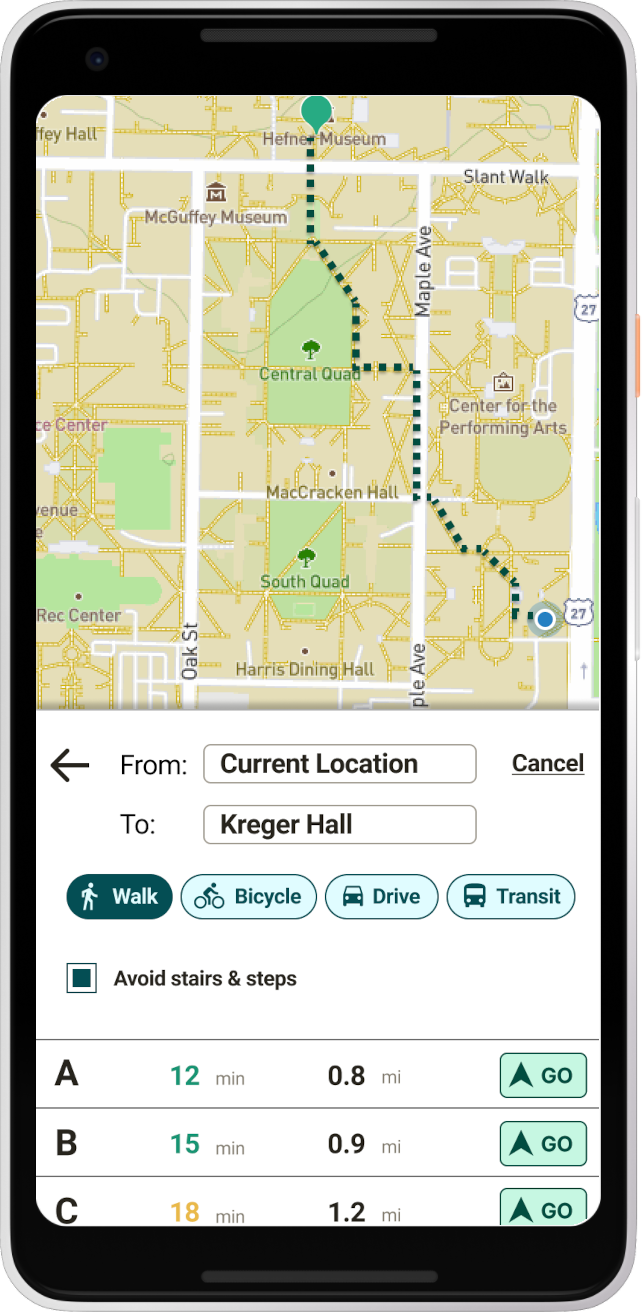 ffey Hall
Hefner Museum
Slant Walk
M
McGuffey Museum
Maple Ave
27
Central Quad
Center for the
Performing Arts
ce Center
MacCracken Hall
venue
e
South Quad
Rec Center
27
Oak St
Harris Dining Hall
ple Ave
From: Current Location Cancel
To: Kreger Hall
Walk Bicycle Drive Transit
Avoid stairs & steps
A 12 min 0.8 mi GO
B 15 min 0.9 mi GO
C 18 min 1.2 mi GO